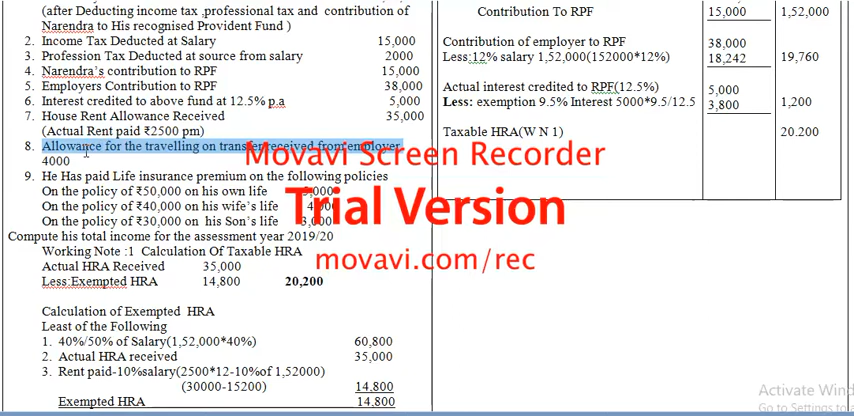 (after Deducting income tax ,professional tax and contribution of
Narendra to His recognised Provident Fund )
2. Income Tax Deducted at Salary 15,000
3. Profession Tax Deducted at source from salary 2000
4. Narendra's contribution to RPF 15,000
5. Employers Contribution to RPF 38,000
6. Interest credited to above fund at 12.5% p.a 5,000
7. House Rent Allowance Received 35,000
(Actual Rent paid ₹2500 pm)
8. Allowance for the travelling on transfer received from employer
4000
9. He Has paid Life insurance premium on the following policies
On the policy of ₹50,000 on his own life ,000
On the policy of ₹40,000 on his wife's life 4,000
On the policy of ₹30,000 on his Son's life 3,000
Compute his total income for the assessment year 2019/20
Working Note :1 Calculation Of Taxable HRA
Actual HRA Received 35,000
Less:Exempted HRA 14,800 20,200
Calculation of Exempted HRA
Least of the Following
1. 40%/50% of Salary(1,52,000*40%) 60,800
2. Actual HRA received 35,000
3. Rent paid-10%salary(2500*12-10%of 1,52000)
(30000-15200) 14.800
Exempted HRA 14,800
Contribution To RPF 15,000 1,52,000
Contribution of employer to RPF 38,000
Less:12% salary 1,52,000(152000*12%) 18,242 19,760
Actual interest credited to RPF(12.5%) 5,000
Less: exemption 9.5% Interest 5000*9.5/12.5 3,800 1,200
Taxable HRA(W N 1) 20.200
Movavi Screen Recorder
Trial Version
movavi.com/rec
Activate Wind
Go to Settings to a